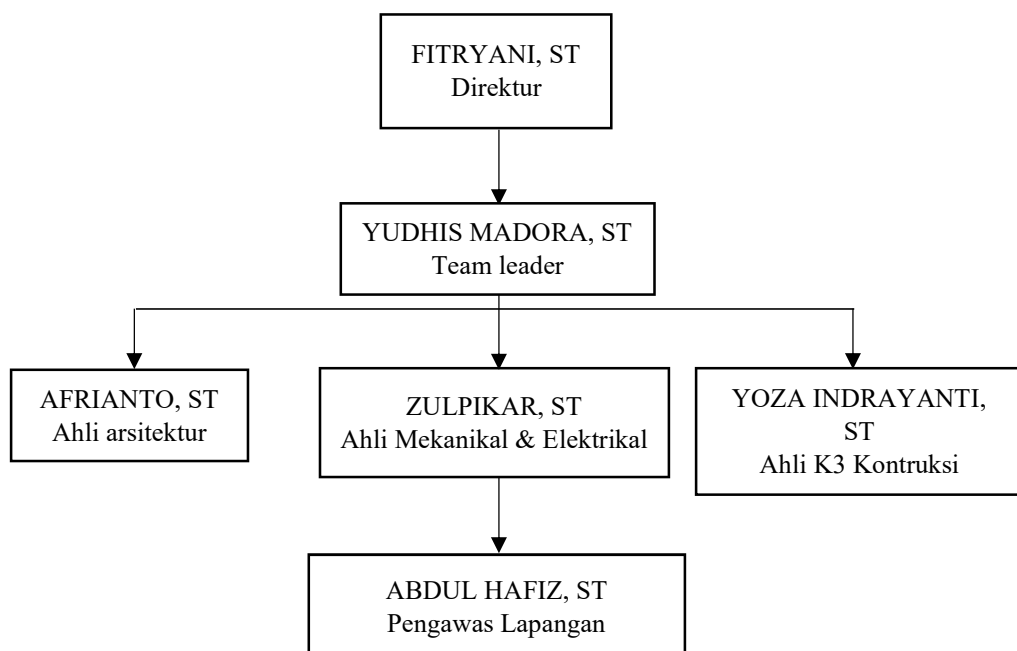 FITRYANI, ST
Direktur
YUDHIS MADORA, ST
Team leader
AFRIANTO, ST
Ahli arsitektur
ZULPIKAR, ST
Ahli Mekanikal & Elektrikal
YOZA INDRAYANTI,
ST
Ahli K3 Kontruksi
ABDUL HAFIZ, ST
Pengawas Lapangan